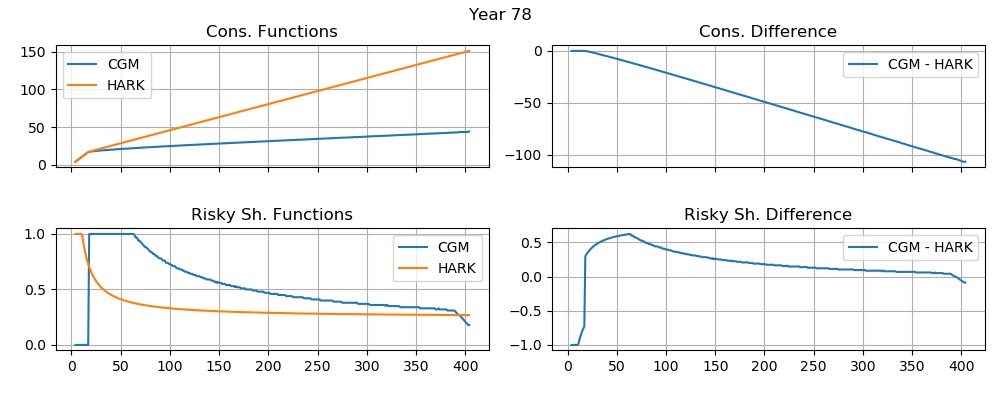 Year 78
Cons. Functions
150
100
50
0
CGM
HARK
Cons. Difference
0
−50
−100
CGM - HARK
Risky Sh. Functions
1.0
0.5
0.0
CGM
HARK
0 50 100 150 200 250 300 350 400
Risky Sh. Difference
0.5
0.0
−0.5
−1.0
CGM - HARK
0 50 100 150 200 250 300 350 400